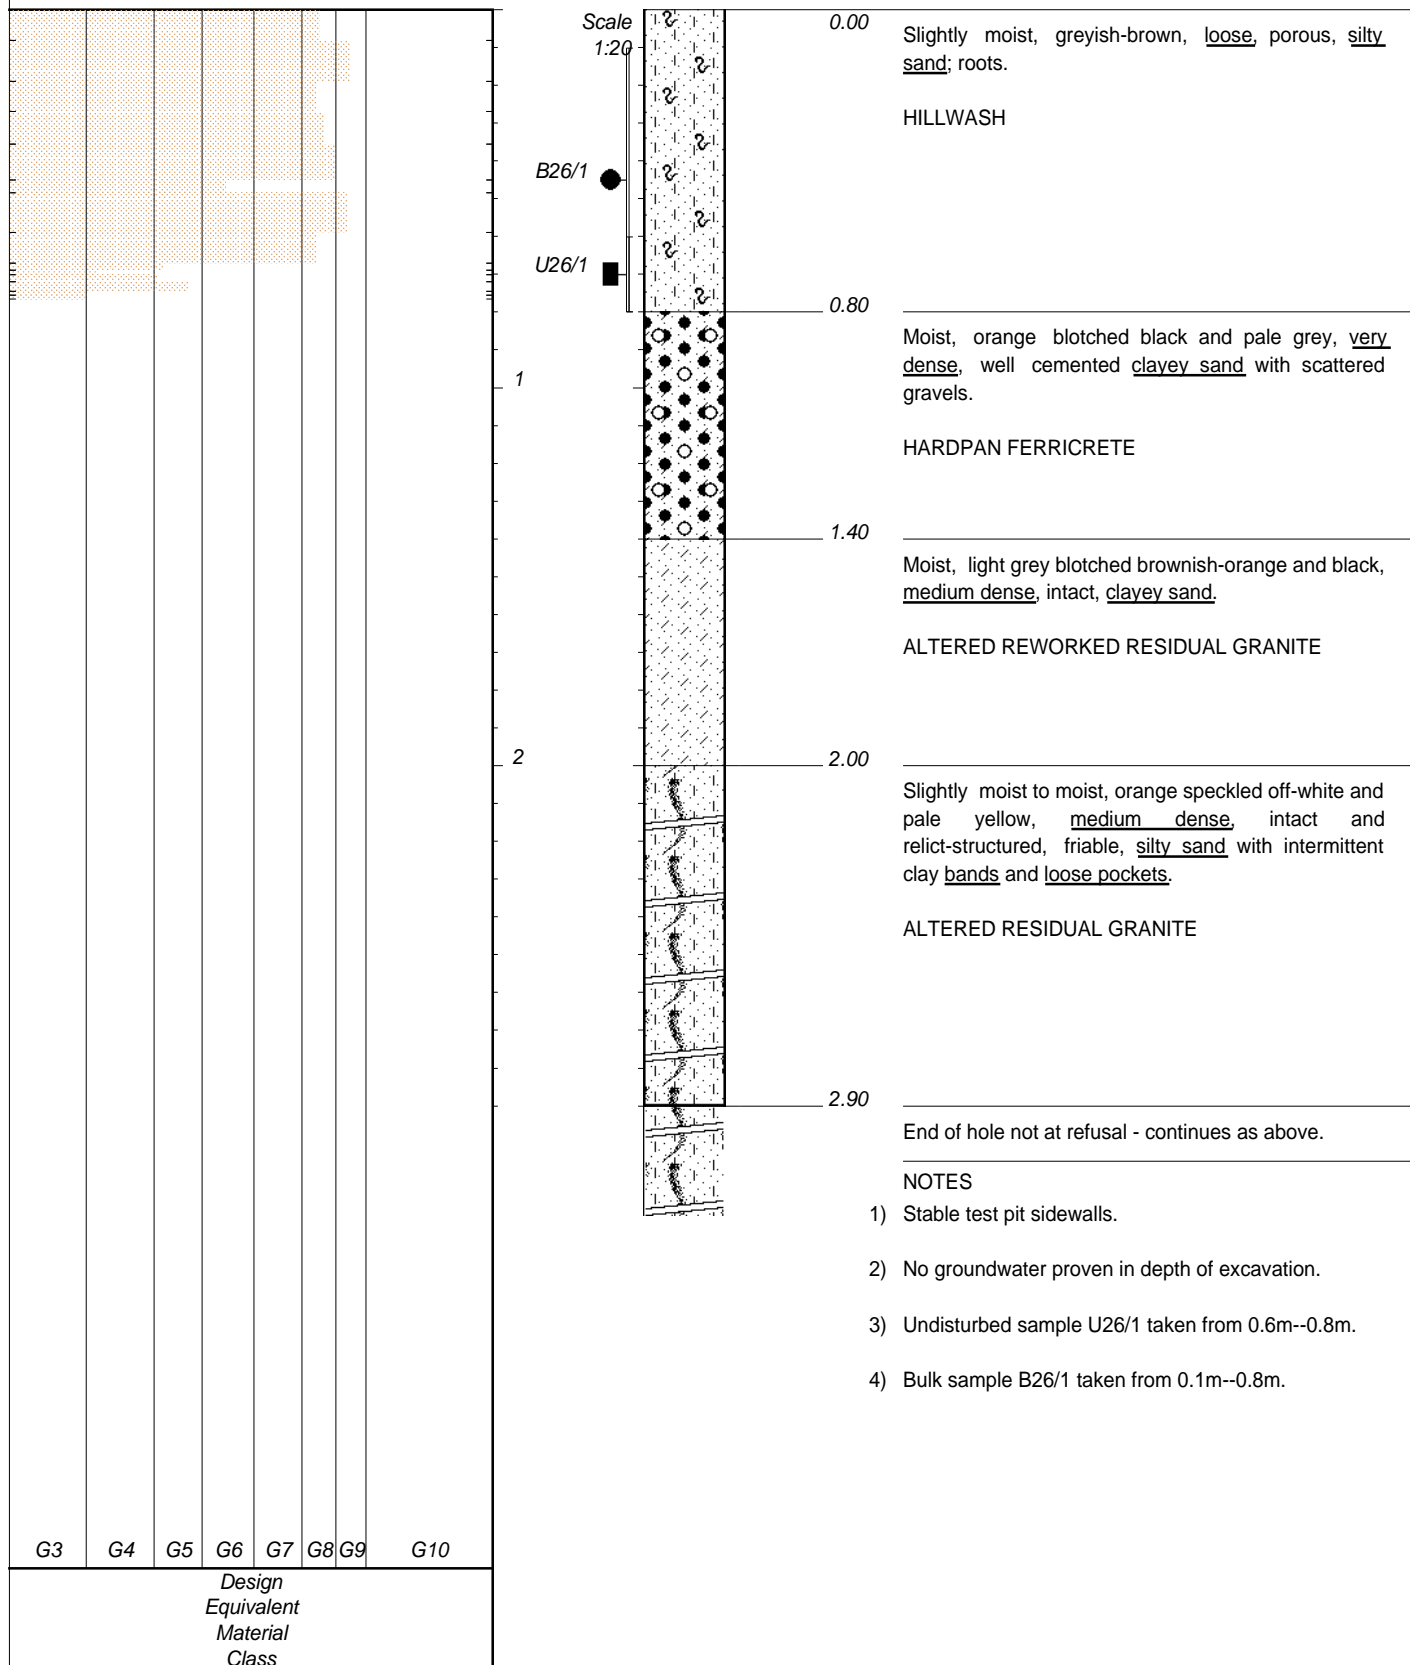 Scale
1:20
0.00
Slightly moist, greyish-brown, loose, porous, silty
sand; roots.
HILLWASH
B26/1
U26/1
0.80
Moist, orange blotched black and pale grey, very
dense, well cemented clayey sand with scattered
gravels.
1
HARDPAN FERRICRETE
1.40
Moist, light grey blotched brownish-orange and black,
medium dense, intact, clayey sand.
ALTERED REWORKED RESIDUAL GRANITE
2
2.00
Slightly moist to moist, orange speckled off-white and
pale yellow, medium dense, intact and
relict-structured, friable, silty sand with intermittent
clay bands and loose pockets.
ALTERED RESIDUAL GRANITE
2.90
End of hole not at refusal - continues as above.
NOTES
1) Stable test pit sidewalls.
2) No groundwater proven in depth of excavation.
3) Undisturbed sample U26/1 taken from 0.6m--0.8m.
4) Bulk sample B26/1 taken from 0.1m--0.8m.
G3 G4 G5 G6 G7 G8 G9 G10
Design
Equivalent
Material
Class